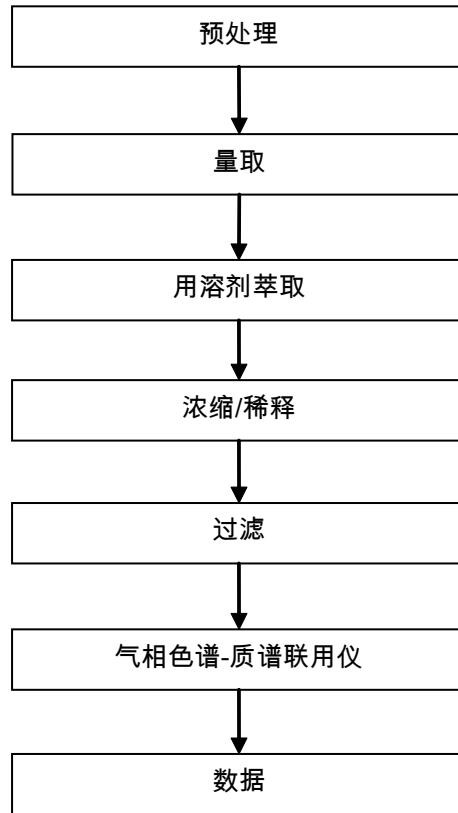 预处理
量取
用溶剂萃取
浓缩/稀释
过滤
气相色谱-质谱联用仪
数据